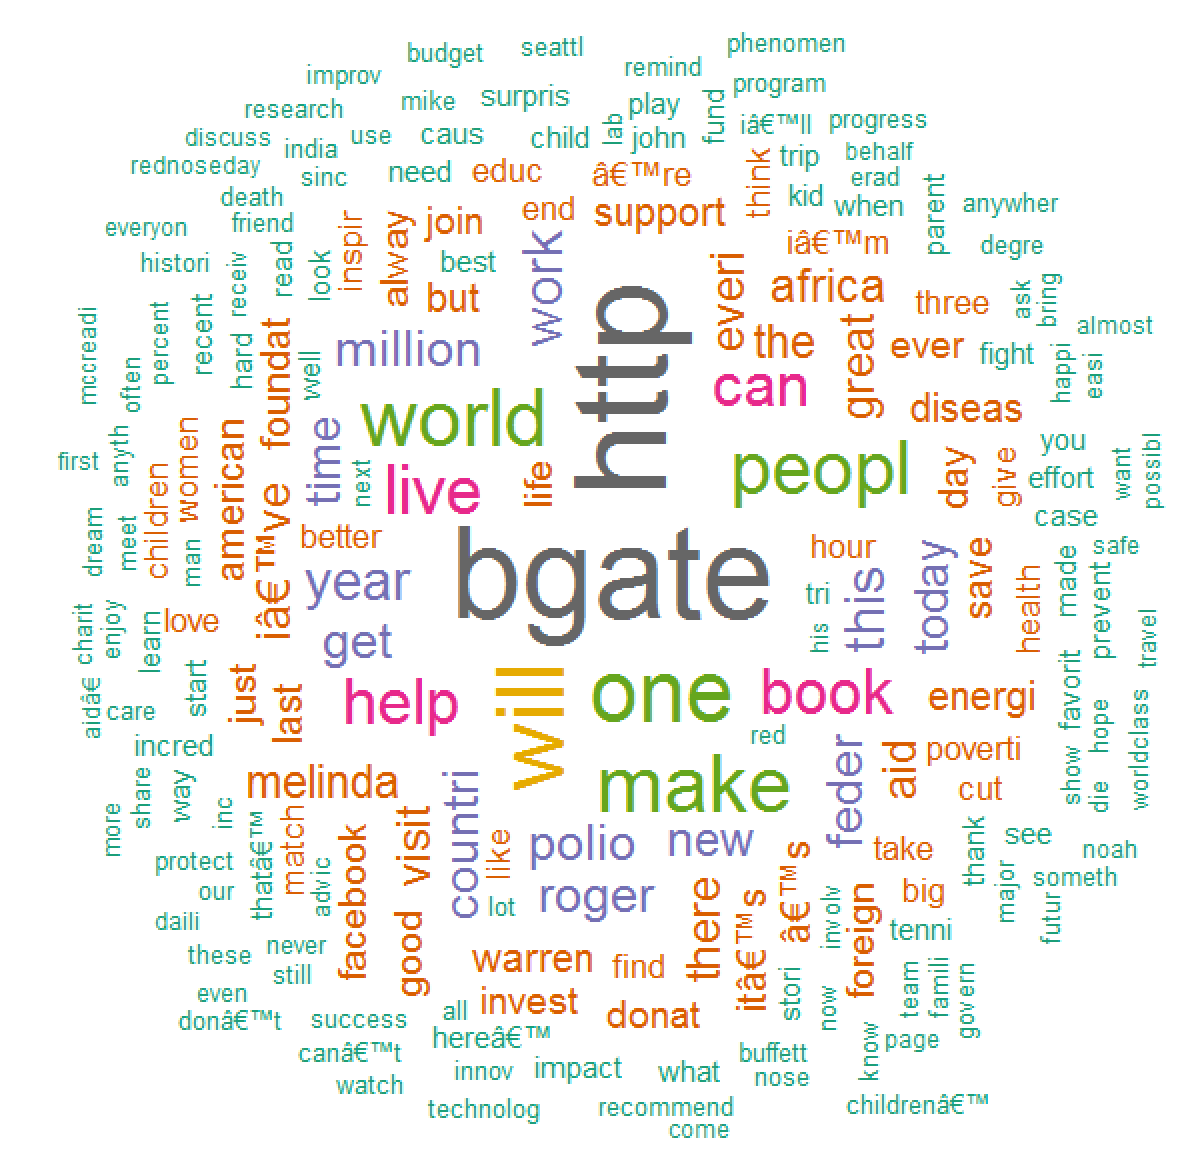 phenomen
seattl
budget
remind
improv
program
surpris
mike
play
fund
research
lab
iâ€™ll
progress
discuss
use
caus
child
john
india
trip
behalf
rednoseday
sinc
need
educ
â€™re
think
erad
death
kid
when
parent
anywher
end
support
everyon
friend
inspir
alway
join
work
iâ€™m
degre
histori
receiv
read
look
best
everi
africa
but
http
three
ask
bring
mccreadi
percent
recent
hard
foundat
well
million
the
great
ever
fight
almost
happi
easi
often
can
world
diseas
first
anyth
children
women
american
time
next
live
life
peopl
day
give
you
effort
want
possibl
case
dream
meet
man
iâ€™ve
better
bgate
hour
this
today
save
health
made
safe
prevent
year
tri
his
charit
enjoy
learn
love
get
travel
aidâ€
care
start
just
last
help
will
one
book
energi
favorit
hope
worldclass
incred
red
feder
aid
poverti
show
die
more
share
way
inc
melinda
countri
make
cut
thatâ€™
match
advic
facebook
visit
like
polio
new
take
thank
see
noah
protect
our
good
lot
roger
there
itâ€™s
â€™s
involv
foreign
big
major
someth
futur
daili
tenni
these
never
still
warren
find
stori
now
team
famili
govern
even
invest
donat
donâ€™t
success
all
hereâ€™
know
page
canâ€™t
innov
impact
what
buffett
nose
watch
technolog
recommend
childrenâ€™
come